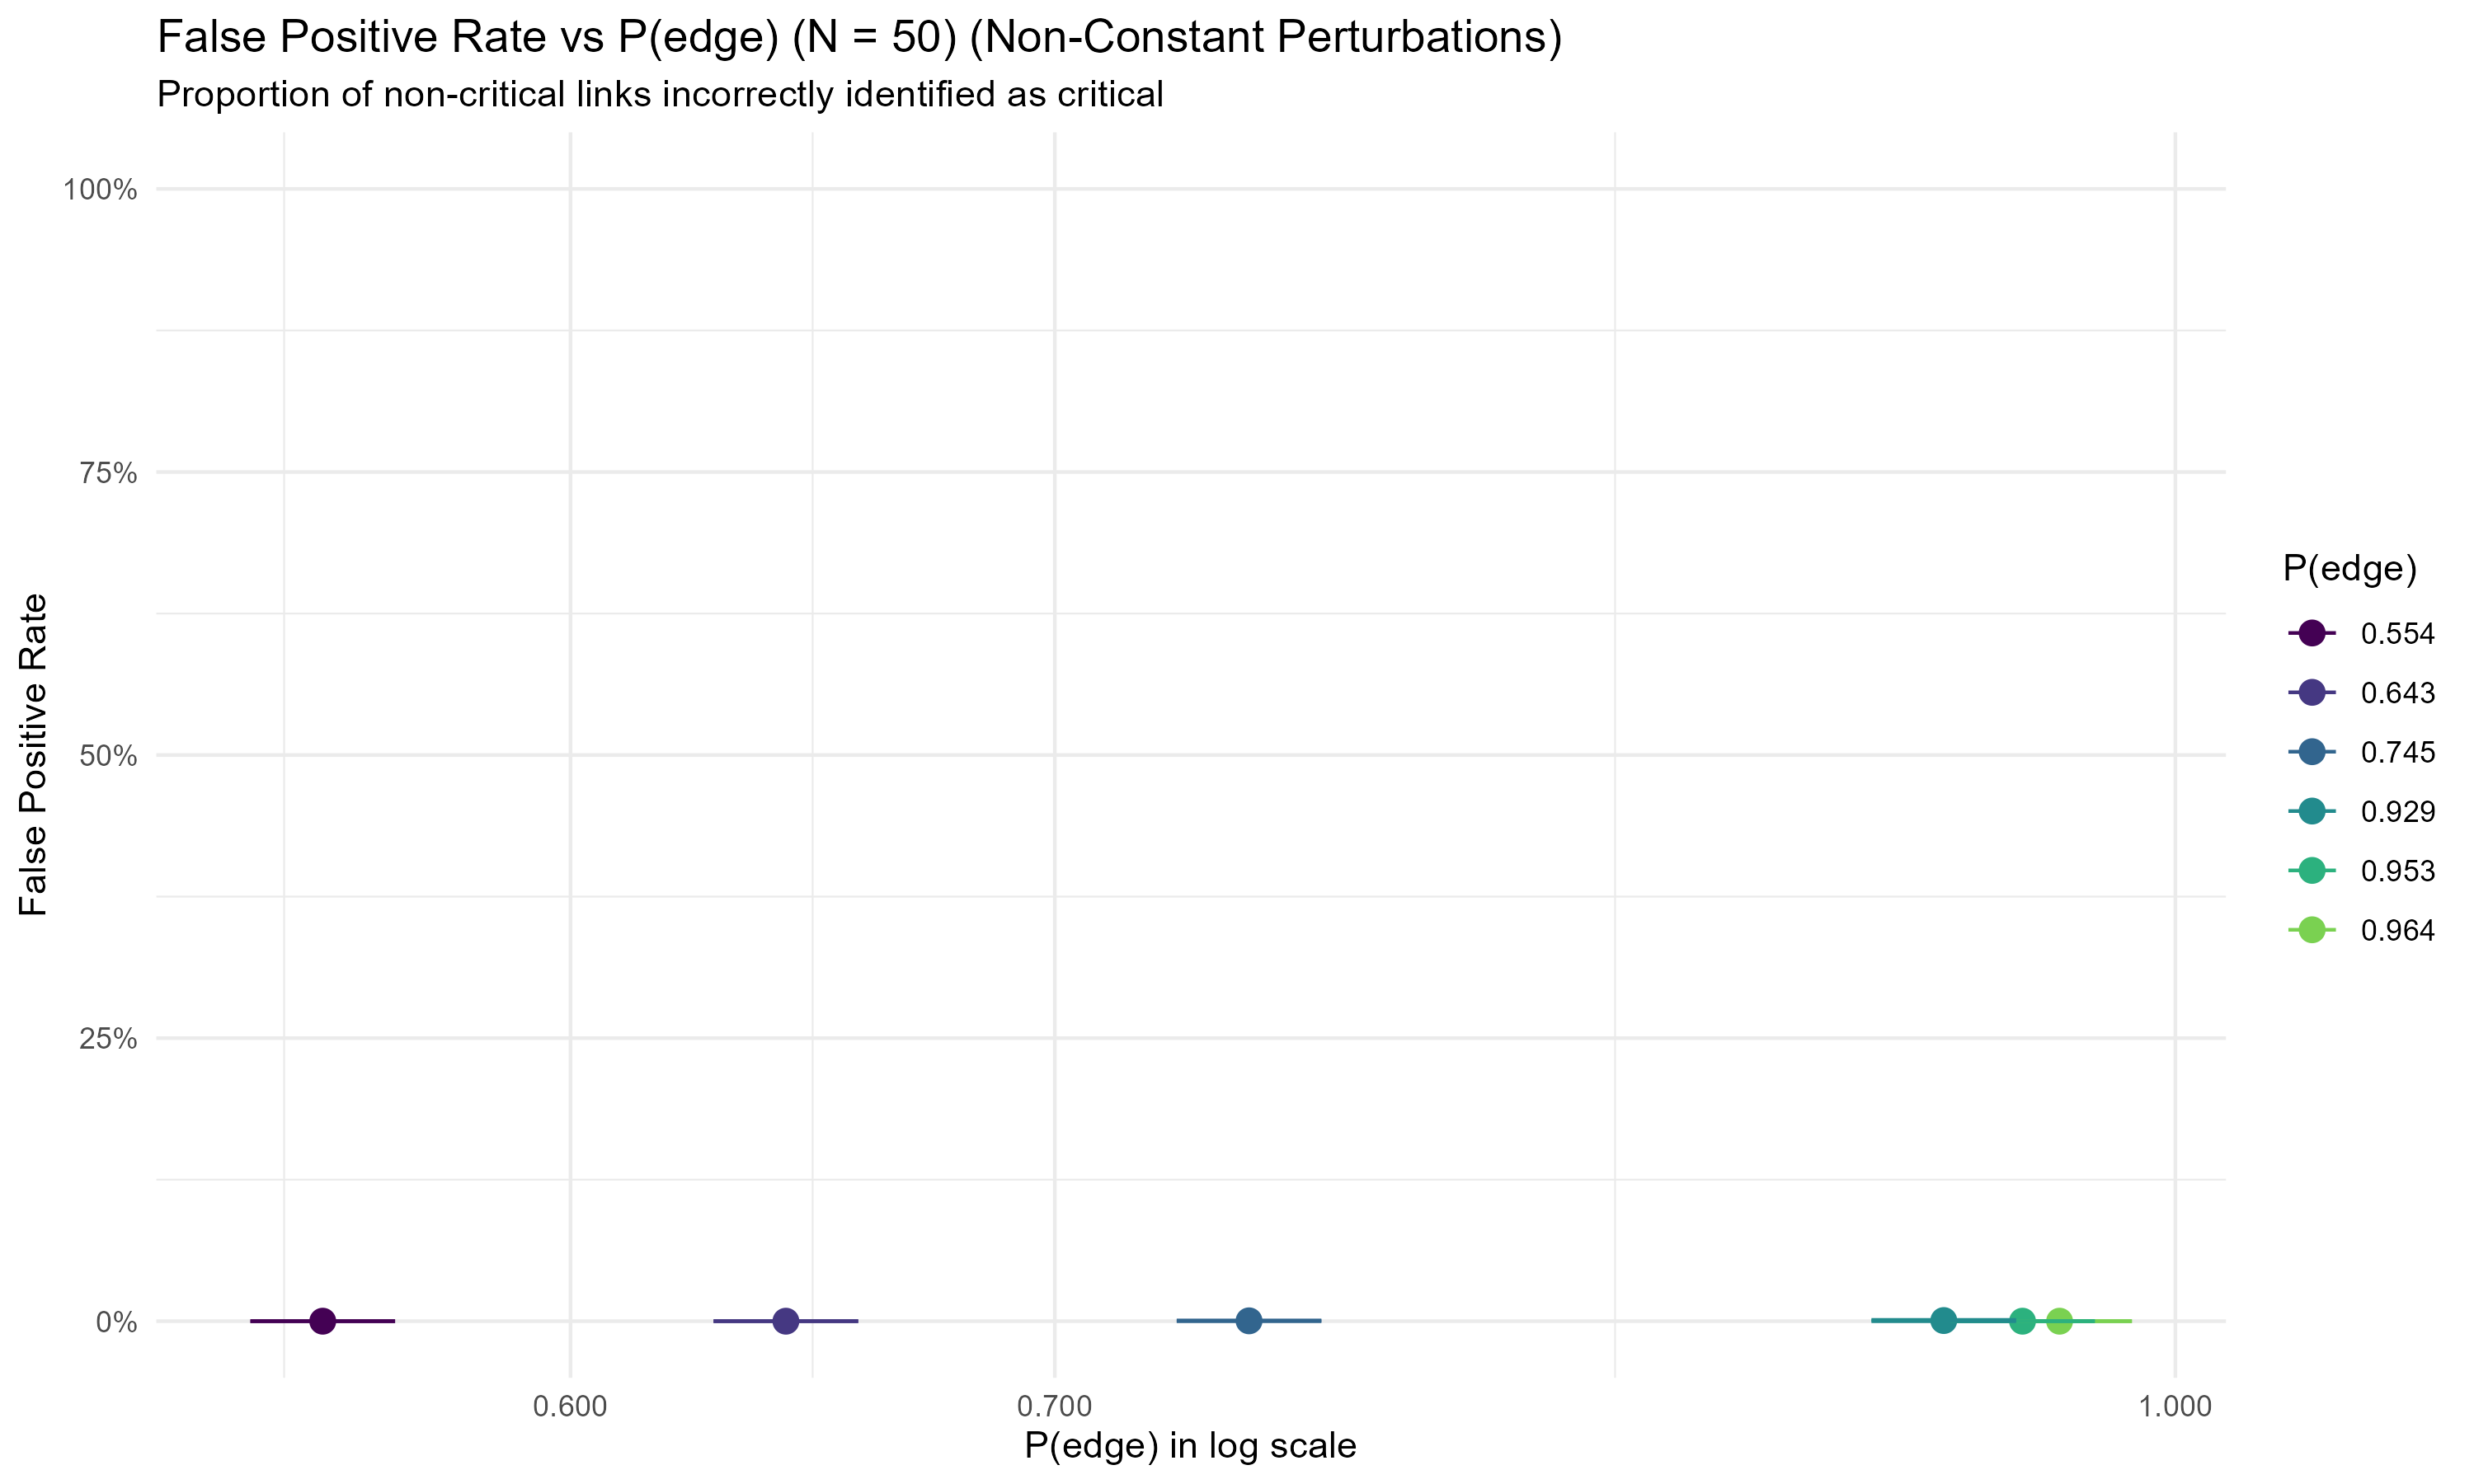 False Positive Rate vs P(edge) (N = 50) (Non-Constant Perturbations)
Proportion of non-critical links incorrectly identified as critical
False Positive Rate
100%
75%
50%
25%
0%
0.600
0.700
1.000
P(edge) in log scale
P(edge)
0.554
0.643
0.745
0.929
0.953
0.964